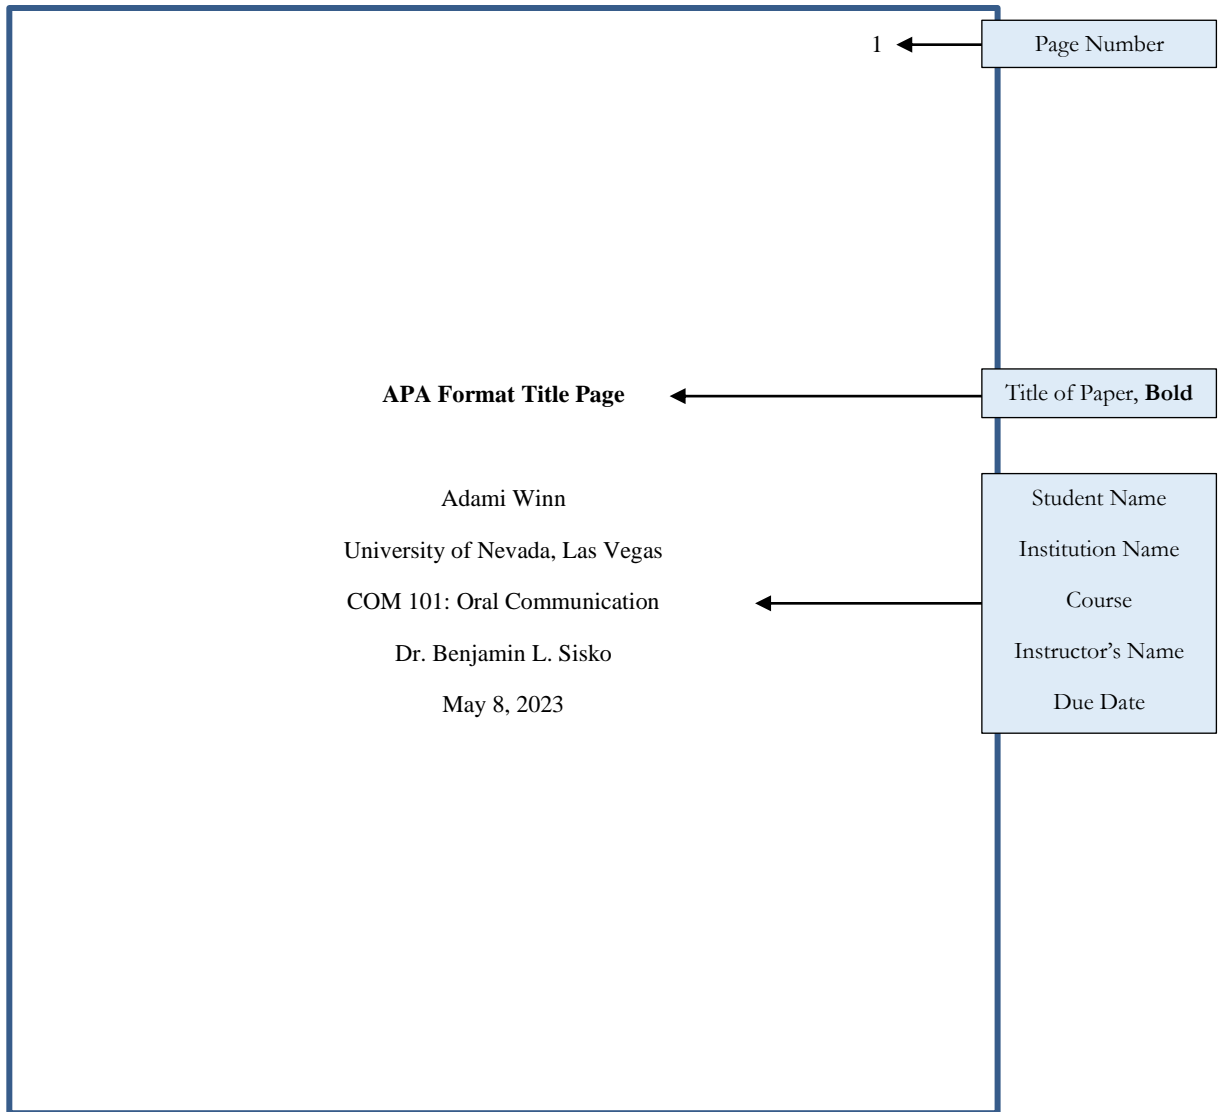 1 Page Number
APA Format Title Page Title of Paper, Bold
Adami Winn Student Name
University of Nevada, Las Vegas Institution Name
COM 101: Oral Communication Course
Dr. Benjamin L. Sisko Instructor’s Name
May 8, 2023 Due Date